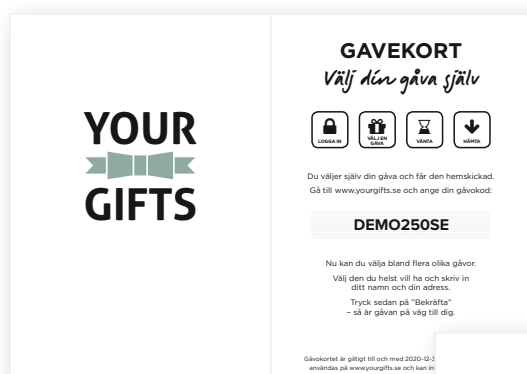 YOUR
GIFTS
GAVEKORT
Välj din gåva själv
LOGGA IN
VÄLJ EN
GÅVA
VÄNTA
HÄMTA
Du väljer själv din gåva och får den hemskickad.
Gå till www.yourgifts.se och ange din gåvokod:
DEMO250SE
Nu kan du välja bland flera olika gåvor.
Välj den du helst vill ha och skriv in
ditt namn och din adress.
Tryck sedan på "Bekräfta"
– så är gåvan på väg till dig.
Gåvokortet är giltigt till och med 2020-12-3
användas på www.yourgifts.se och kan in